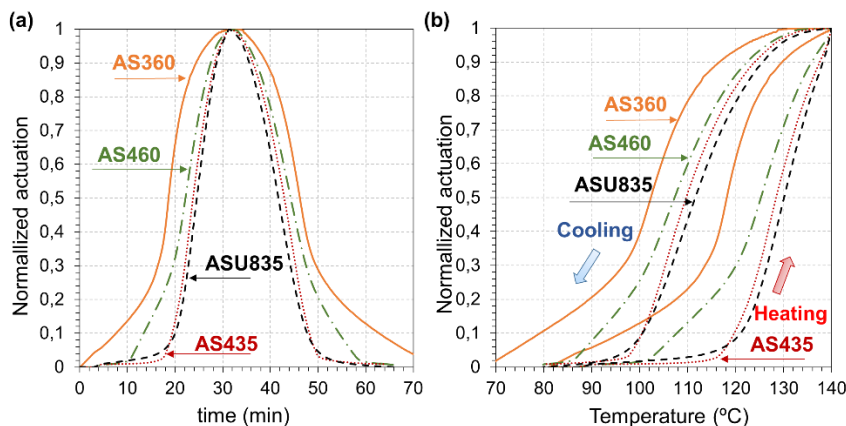 (a)
Normallized actuation
1
0,9
0,8
0,7
0,6
0,5
0,4
0,3
0,2
0,1
0
AS360
AS460
ASU835
AS435
0 10 20 30 40 50 60 70
time (min)
(b)
Normallized actuation
1
0,9
0,8
0,7
0,6
0,5
0,4
0,3
0,2
0,1
0
AS360
AS460
ASU835
Cooling
Heating
AS435
70 80 90 100 110 120 130 140
Temperature (ºC)